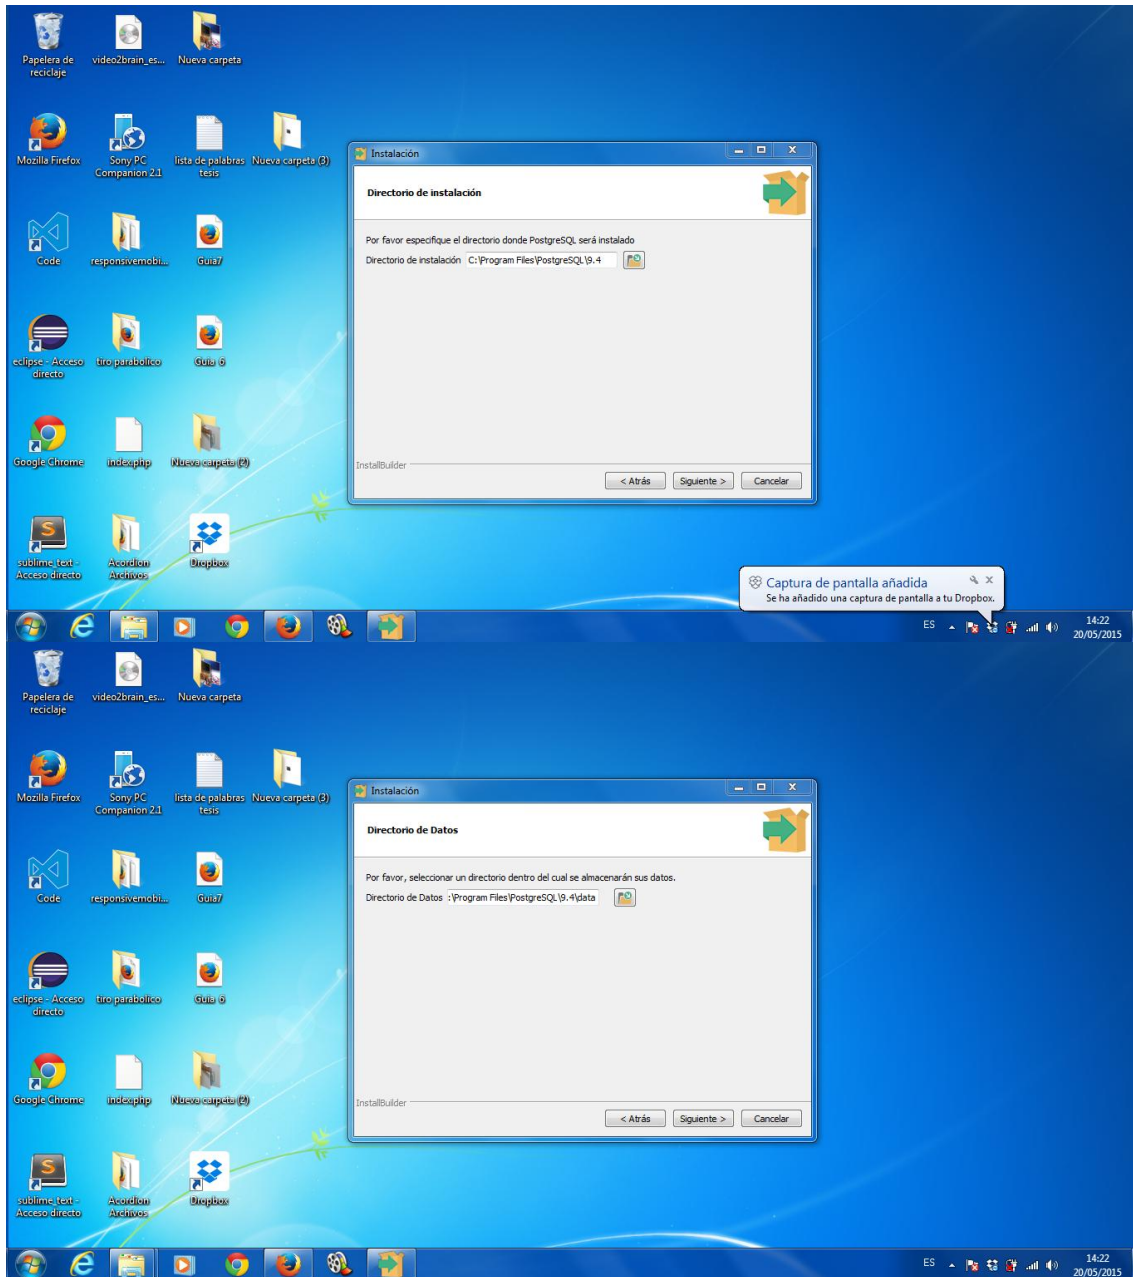 Papelera de reciclaje
video2brain_es...
Nueva carpeta
Mozilla Firefox
Sony PC Companion 2.1
lista de palabras tesis
Nueva carpeta (3)
Code
responsivemobi...
Guia7
eclipse - Acceso directo
tiro parabolico
Guia 6
Google Chrome
index.php
Nueva carpeta (2)
sublime_text - Acceso directo
Acordion Archivos
Dropbox
Instalación
Directorio de instalación
Por favor especifique el directorio donde PostgreSQL será instalado
Directorio de instalación C:\Program Files\PostgreSQL\9.4
InstallBuilder
< Atrás Siguiente > Cancelar
Captura de pantalla añadida
Se ha añadido una captura de pantalla a tu Dropbox.
ES 14:22
20/05/2015
Papelera de reciclaje
video2brain_es...
Nueva carpeta
Mozilla Firefox
Sony PC Companion 2.1
lista de palabras tesis
Nueva carpeta (3)
Code
responsivemobi...
Guia7
eclipse - Acceso directo
tiro parabolico
Guia 6
Google Chrome
index.php
Nueva carpeta (2)
sublime_text - Acceso directo
Acordion Archivos
Dropbox
Instalación
Directorio de Datos
Por favor, seleccionar un directorio dentro del cual se almacenarán sus datos.
Directorio de Datos :\Program Files\PostgreSQL\9.4\data
InstallBuilder
< Atrás Siguiente > Cancelar
ES 14:22
20/05/2015